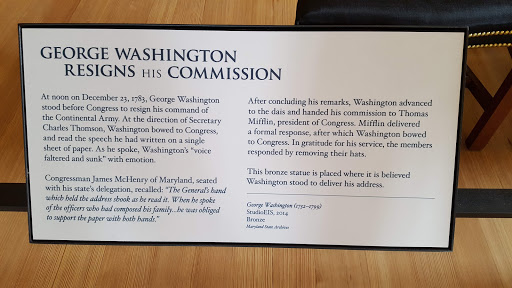 GEORGE WASHINGTON
RESIGNS HIS COMMISSION
At noon on December 23, 1783, George Washington
stood before Congress to resign his command of
the Continental Army. At the direction of Secretary
Charles Thomson, Washington bowed to Congress,
and read the speech he had written on a single
sheet of paper. As he spoke, Washington's "voice
faltered and sunk" with emotion.
Congressman James McHenry of Maryland, seated
with his state's delegation, recalled: "The General's hand
which held the address shook as he read it. When he spoke
of the officers who had composed his family...he was obliged
to support the paper with both hands."
After concluding his remarks, Washington advanced
to the dais and handed his commission to Thomas
Mifflin, president of Congress. Mifflin delivered
a formal response, after which Washington bowed
to Congress. In gratitude for his service, the members
responded by removing their hats.
This bronze statue is placed where it is believed
Washington stood to deliver his address.
George Washington (1732–1799)
StudioEIS, 2014
Bronze
Maryland State Archives